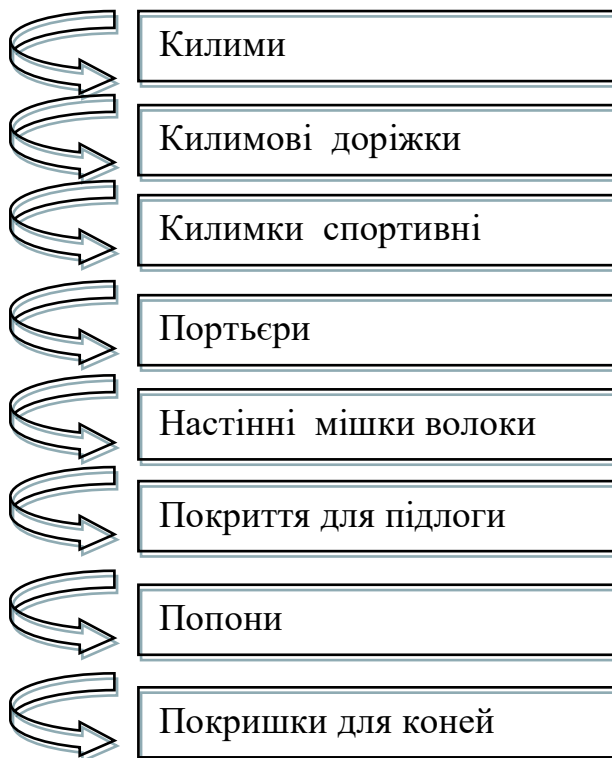 Килими
Килимові доріжки
Килимки спортивні
Портьєри
Настінні мішки волоки
Покриття для підлоги
Попони
Покришки для коней